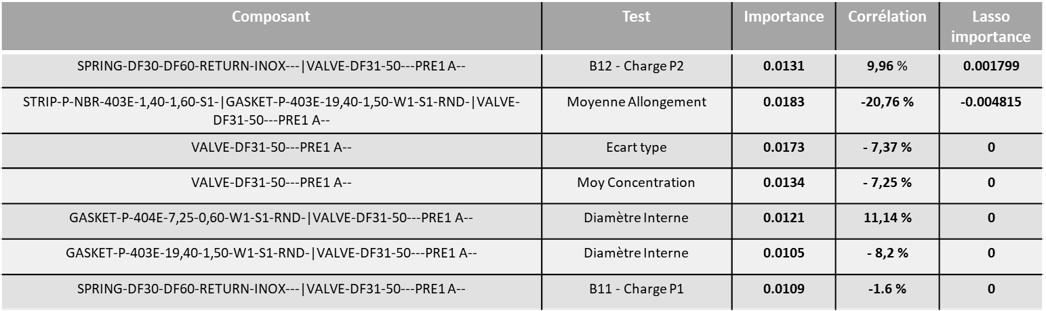 Composant Test Importance Corrélation Lasso
importance
SPRING-DF30-DF60-RETURN-INOX---|VALVE-DF31-50---PRE1 A-- B12 - Charge P2 0.0131 9,96 % 0.001799
STRIP-P-NBR-403E-1,40-1,60-S1-|GASKET-P-403E-19,40-1,50-W1-S1-RND-|VALVE- Moyenne Allongement 0.0183 -20,76 % -0.004815
DF31-50---PRE1 A--
VALVE-DF31-50---PRE1 A-- Ecart type 0.0173 - 7,37 % 0
VALVE-DF31-50---PRE1 A-- Moy Concentration 0.0134 - 7,25 % 0
GASKET-P-404E-7,25-0,60-W1-S1-RND-|VALVE-DF31-50---PRE1 A-- Diamètre Interne 0.0121 11,14 % 0
GASKET-P-403E-19,40-1,50-W1-S1-RND-|VALVE-DF31-50---PRE1 A-- Diamètre Interne 0.0105 - 8,2 % 0
SPRING-DF30-DF60-RETURN-INOX---|VALVE-DF31-50---PRE1 A-- B11 - Charge P1 0.0109 -1.6 % 0